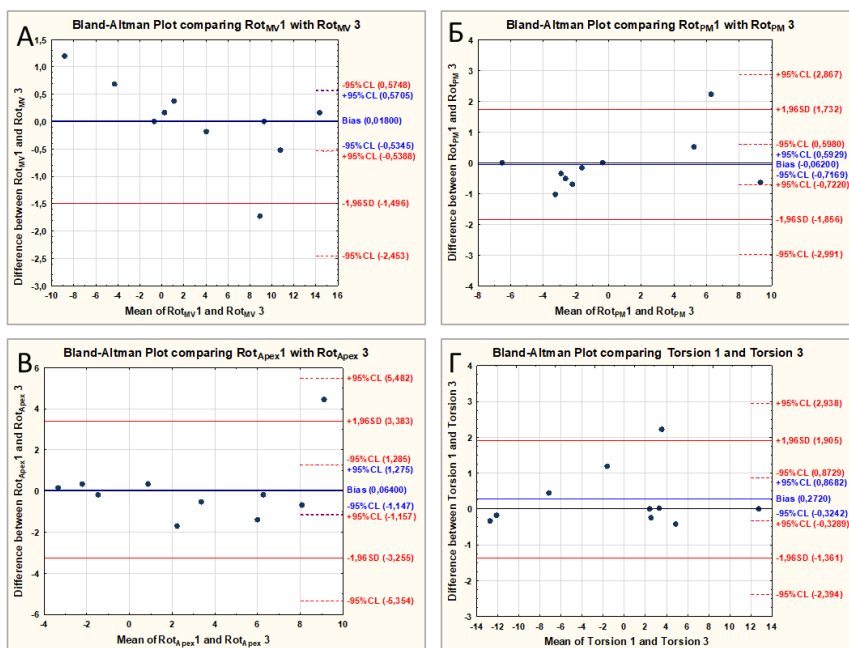 А
Bland-Altman Plot comparing RotMV1 with RotMV 3
Difference between RotMV1 and RotMV 3
1,5
1,0
0,5
0,0
-0,5
-1,0
-1,5
-2,0
-2,5
-3,0
-10 -8 -6 -4 -2 0 2 4 6 8 10 12 14 16
Mean of RotMV1 and RotMV 3
-95%CL (0,5748)
+95%CL (0,5705)
Bias (0,01800)
-95%CL (-0,5345)
+95%CL (-0,5388)
-1,96SD (-1,496)
-95%CL (-2,453)
Б
Bland-Altman Plot comparing RotPM1 with RotPM 3
Difference between RotPM1 and RotPM 3
4
3
2
1
0
-1
-2
-3
-4
-8 -6 -4 -2 0 2 4 6 8 10
Mean of RotPM1 and RotPM 3
+95%CL (2,867)
+1,96SD (1,732)
-95%CL (0,5980)
+95%CL (0,5929)
Bias (-0,06200)
-95%CL (-0,7169)
+95%CL (-0,7220)
-1,96SD (-1,856)
-95%CL (-2,991)
В
Bland-Altman Plot comparing RotApex1 with RotApex 3
Difference between RotApex1 and RotApex 3
6
4
2
0
-2
-4
-6
-4 -2 0 2 4 6 8 10
Mean of RotApex1 and RotApex 3
+95%CL (5,482)
+1,96SD (3,383)
-95%CL (1,285)
+95%CL (1,275)
Bias (0,06400)
-95%CL (-1,147)
+95%CL (-1,157)
-1,96SD (-3,255)
-95%CL (-5,354)
Г
Bland-Altman Plot comparing Torsion 1 and Torsion 3
Difference between Torsion 1 and Torsion 3
4
3
2
1
0
-1
-2
-3
-14 -12 -10 -8 -6 -4 -2 0 2 4 6 8 10 12 14
Mean of Torsion 1 and Torsion 3
+95%CL (2,938)
+1,96SD (1,905)
-95%CL (0,8729)
+95%CL (0,8682)
Bias (0,2720)
-95%CL (-0,3242)
+95%CL (-0,3289)
-1,96SD (-1,361)
-95%CL (-2,394)